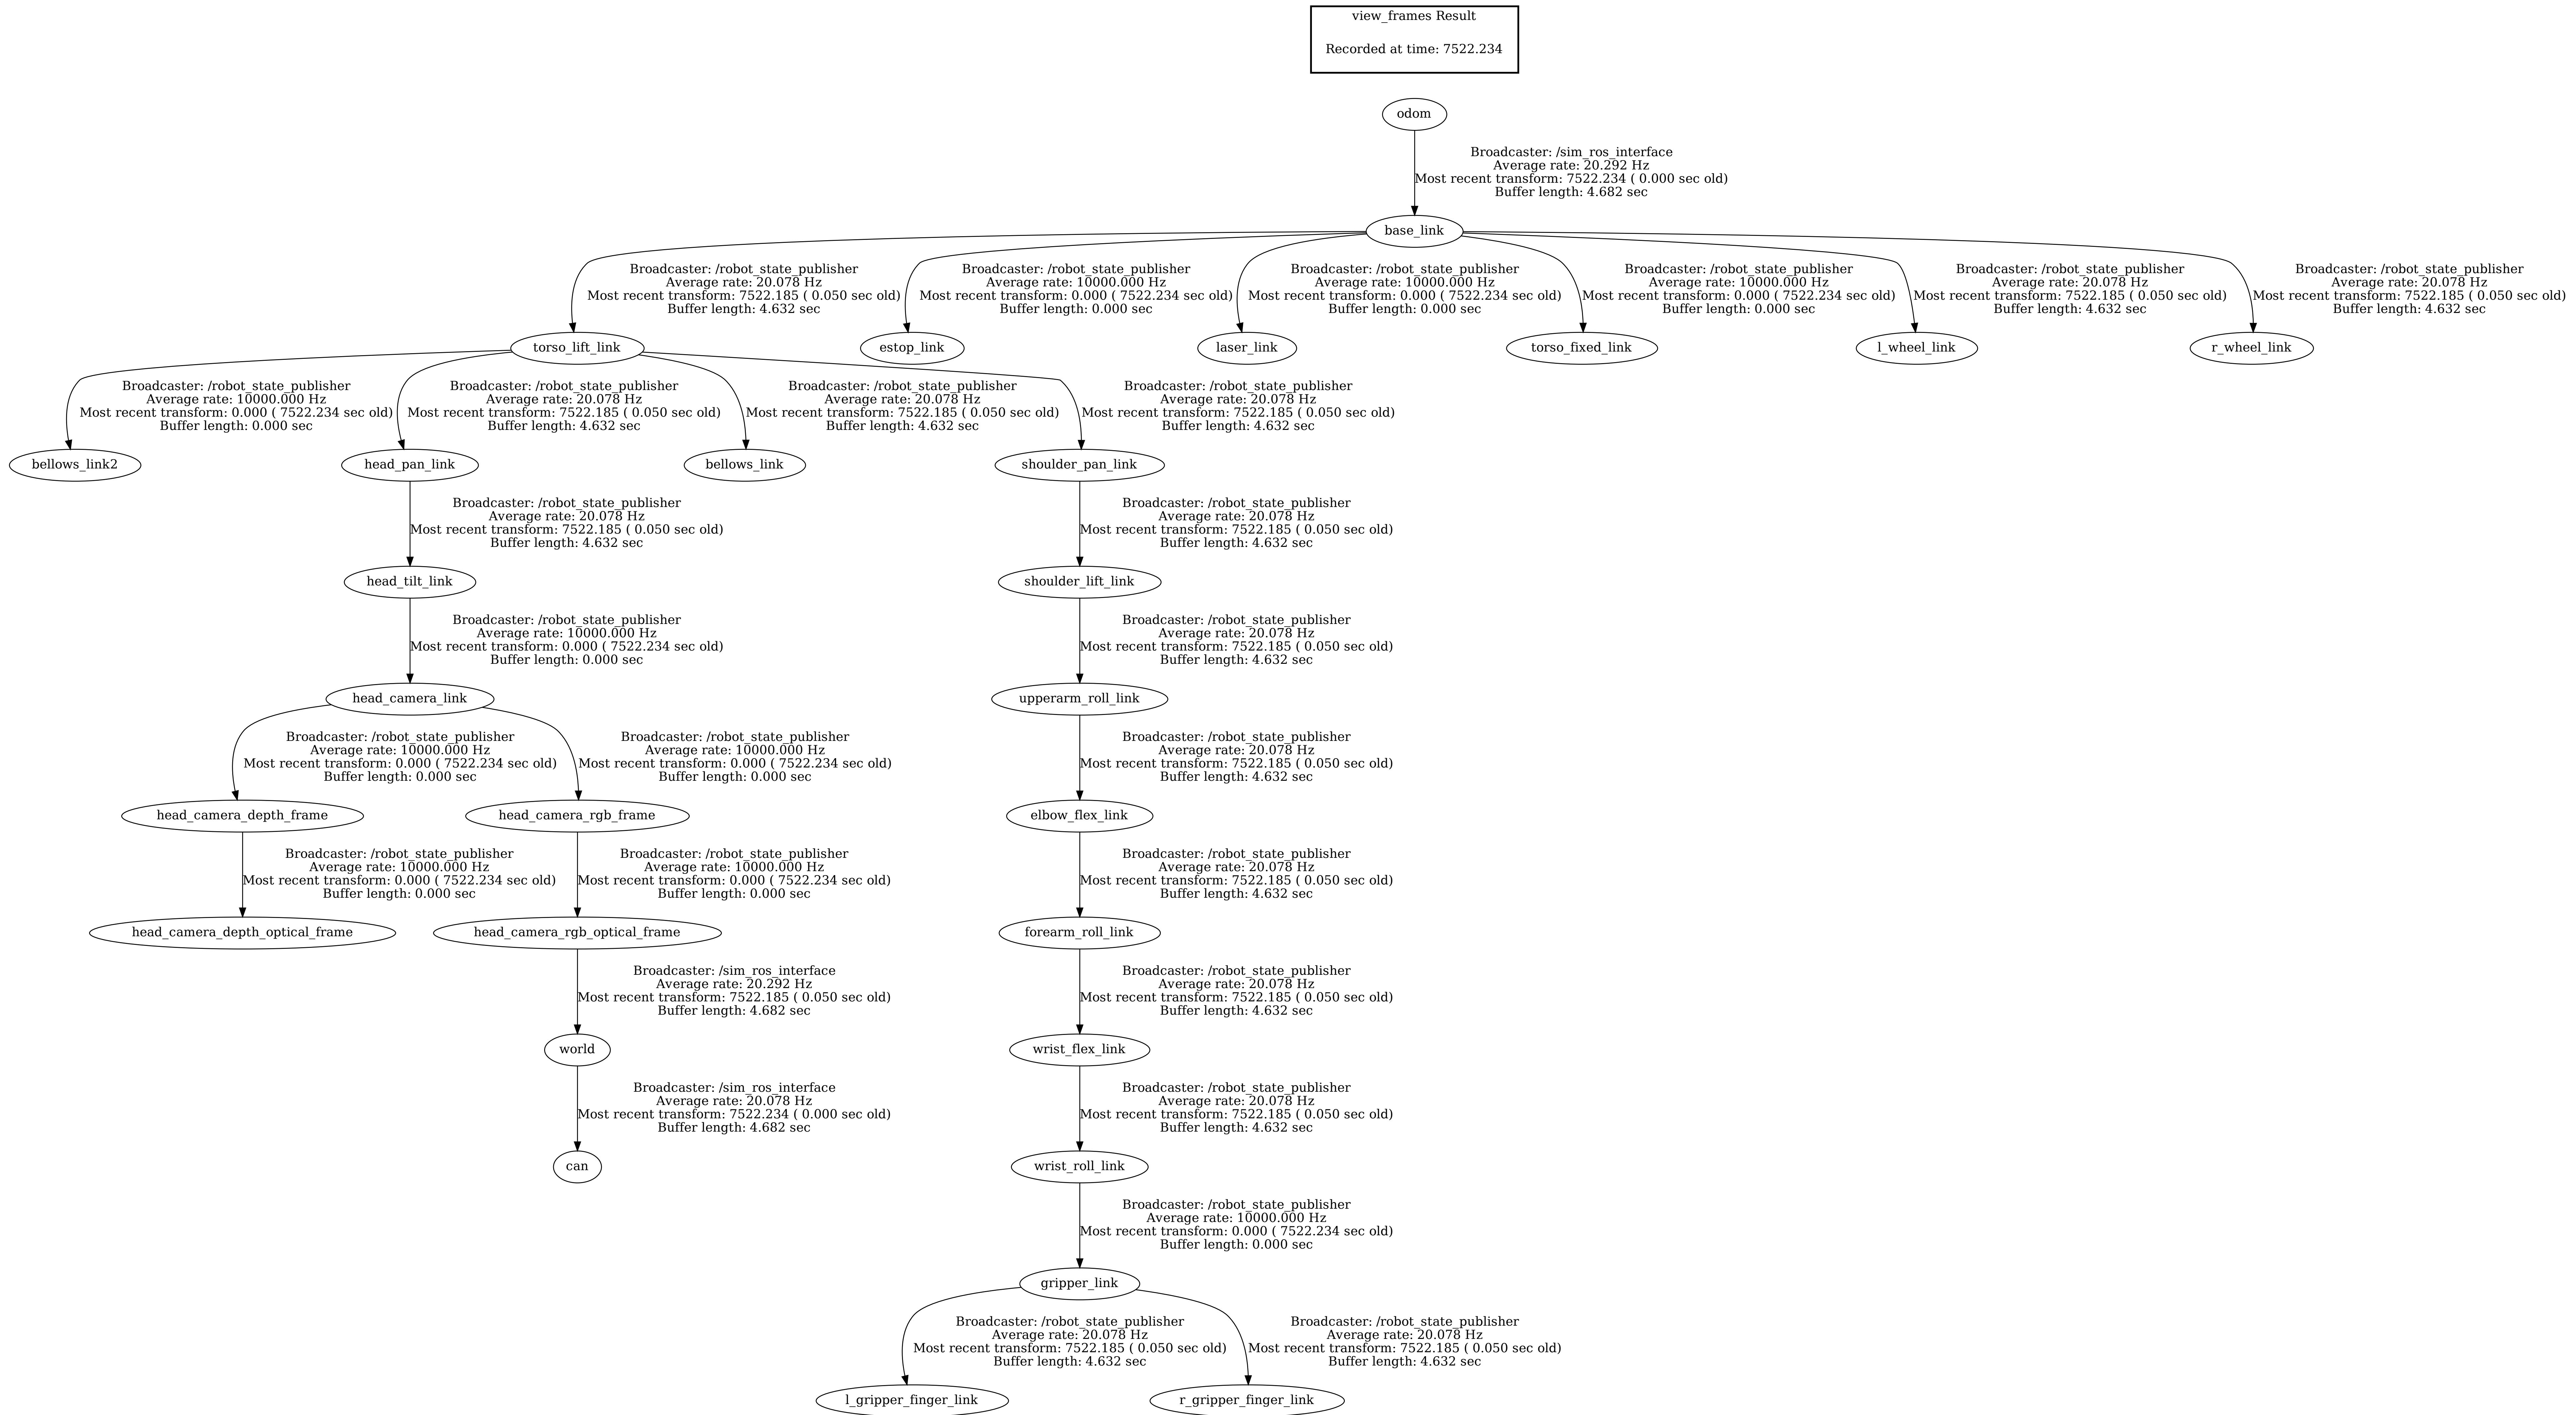 view_frames Result
Recorded at time: 7522.234
odom
Broadcaster: /sim_ros_interface
Average rate: 20.292 Hz
Most recent transform: 7522.234 ( 0.000 sec old)
Buffer length: 4.682 sec
base_link
Broadcaster: /robot_state_publisher
Average rate: 20.078 Hz
Most recent transform: 7522.185 ( 0.050 sec old)
Buffer length: 4.632 sec
Broadcaster: /robot_state_publisher
Average rate: 10000.000 Hz
Most recent transform: 0.000 ( 7522.234 sec old)
Buffer length: 0.000 sec
Broadcaster: /robot_state_publisher
Average rate: 10000.000 Hz
Most recent transform: 0.000 ( 7522.234 sec old)
Buffer length: 0.000 sec
Broadcaster: /robot_state_publisher
Average rate: 10000.000 Hz
Most recent transform: 0.000 ( 7522.234 sec old)
Buffer length: 0.000 sec
Broadcaster: /robot_state_publisher
Average rate: 20.078 Hz
Most recent transform: 7522.185 ( 0.050 sec old)
Buffer length: 4.632 sec
Broadcaster: /robot_state_publisher
Average rate: 20.078 Hz
Most recent transform: 7522.185 ( 0.050 sec old)
Buffer length: 4.632 sec
torso_lift_link
estop_link
laser_link
torso_fixed_link
l_wheel_link
r_wheel_link
Broadcaster: /robot_state_publisher
Average rate: 10000.000 Hz
Most recent transform: 0.000 ( 7522.234 sec old)
Buffer length: 0.000 sec
Broadcaster: /robot_state_publisher
Average rate: 20.078 Hz
Most recent transform: 7522.185 ( 0.050 sec old)
Buffer length: 4.632 sec
Broadcaster: /robot_state_publisher
Average rate: 20.078 Hz
Most recent transform: 7522.185 ( 0.050 sec old)
Buffer length: 4.632 sec
Broadcaster: /robot_state_publisher
Average rate: 20.078 Hz
Most recent transform: 7522.185 ( 0.050 sec old)
Buffer length: 4.632 sec
bellows_link2
head_pan_link
bellows_link
shoulder_pan_link
Broadcaster: /robot_state_publisher
Average rate: 20.078 Hz
Most recent transform: 7522.185 ( 0.050 sec old)
Buffer length: 4.632 sec
Broadcaster: /robot_state_publisher
Average rate: 20.078 Hz
Most recent transform: 7522.185 ( 0.050 sec old)
Buffer length: 4.632 sec
head_tilt_link
shoulder_lift_link
Broadcaster: /robot_state_publisher
Average rate: 10000.000 Hz
Most recent transform: 0.000 ( 7522.234 sec old)
Buffer length: 0.000 sec
Broadcaster: /robot_state_publisher
Average rate: 20.078 Hz
Most recent transform: 7522.185 ( 0.050 sec old)
Buffer length: 4.632 sec
head_camera_link
upperarm_roll_link
Broadcaster: /robot_state_publisher
Average rate: 10000.000 Hz
Most recent transform: 0.000 ( 7522.234 sec old)
Buffer length: 0.000 sec
Broadcaster: /robot_state_publisher
Average rate: 10000.000 Hz
Most recent transform: 0.000 ( 7522.234 sec old)
Buffer length: 0.000 sec
Broadcaster: /robot_state_publisher
Average rate: 20.078 Hz
Most recent transform: 7522.185 ( 0.050 sec old)
Buffer length: 4.632 sec
head_camera_depth_frame
head_camera_rgb_frame
elbow_flex_link
Broadcaster: /robot_state_publisher
Average rate: 10000.000 Hz
Most recent transform: 0.000 ( 7522.234 sec old)
Buffer length: 0.000 sec
Broadcaster: /robot_state_publisher
Average rate: 10000.000 Hz
Most recent transform: 0.000 ( 7522.234 sec old)
Buffer length: 0.000 sec
Broadcaster: /robot_state_publisher
Average rate: 20.078 Hz
Most recent transform: 7522.185 ( 0.050 sec old)
Buffer length: 4.632 sec
head_camera_depth_optical_frame
head_camera_rgb_optical_frame
forearm_roll_link
Broadcaster: /sim_ros_interface
Average rate: 20.292 Hz
Most recent transform: 7522.185 ( 0.050 sec old)
Buffer length: 4.682 sec
Broadcaster: /robot_state_publisher
Average rate: 20.078 Hz
Most recent transform: 7522.185 ( 0.050 sec old)
Buffer length: 4.632 sec
world
wrist_flex_link
Broadcaster: /sim_ros_interface
Average rate: 20.078 Hz
Most recent transform: 7522.234 ( 0.000 sec old)
Buffer length: 4.682 sec
Broadcaster: /robot_state_publisher
Average rate: 20.078 Hz
Most recent transform: 7522.185 ( 0.050 sec old)
Buffer length: 4.632 sec
can
wrist_roll_link
Broadcaster: /robot_state_publisher
Average rate: 10000.000 Hz
Most recent transform: 0.000 ( 7522.234 sec old)
Buffer length: 0.000 sec
gripper_link
Broadcaster: /robot_state_publisher
Average rate: 20.078 Hz
Most recent transform: 7522.185 ( 0.050 sec old)
Buffer length: 4.632 sec
Broadcaster: /robot_state_publisher
Average rate: 20.078 Hz
Most recent transform: 7522.185 ( 0.050 sec old)
Buffer length: 4.632 sec
l_gripper_finger_link
r_gripper_finger_link